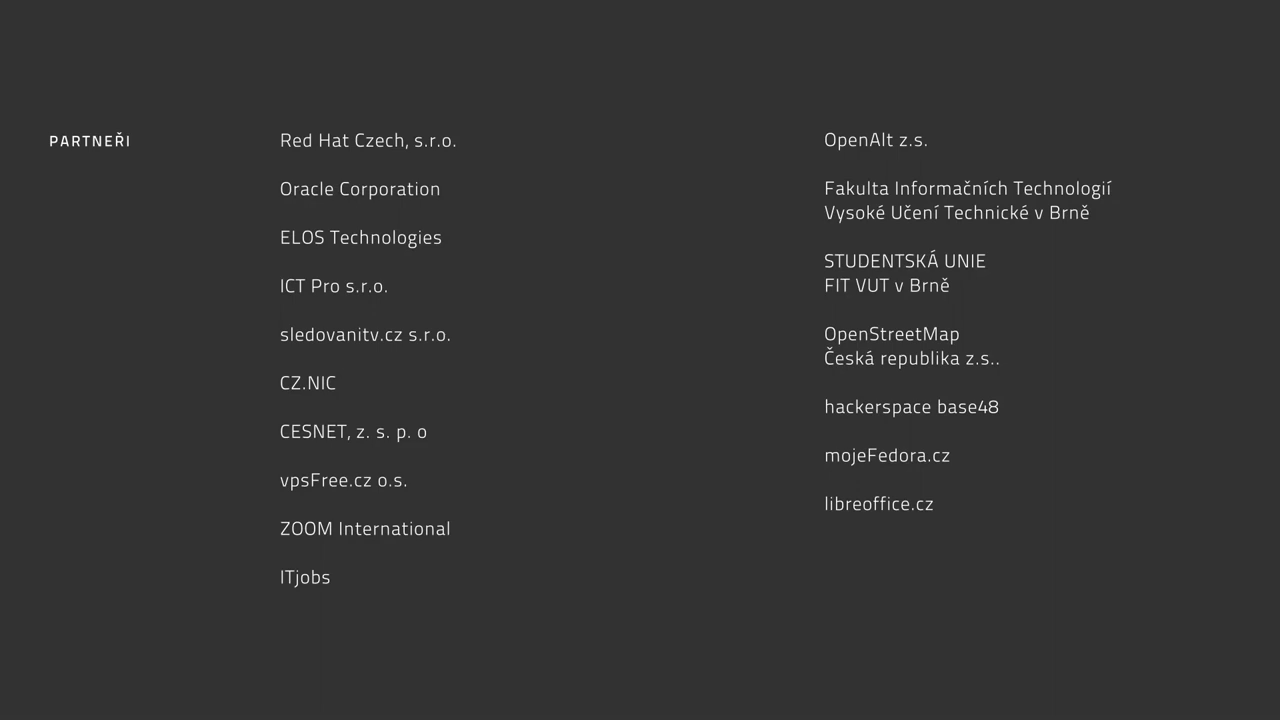 PARTNEŘI
Red Hat Czech, s.r.o.
Oracle Corporation
ELOS Technologies
ICT Pro s.r.o.
sledovanitv.cz s.r.o.
CZ.NIC
CESNET, z. s. p. o
vpsFree.cz o.s.
ZOOM International
ITjobs
OpenAlt z.s.
Fakulta Informačních Technologií
Vysoké Učení Technické v Brně
STUDENTSKÁ UNIE
FIT VUT v Brně
OpenStreetMap
Česká republika z.s..
hackerspace base48
mojeFedora.cz
libreoffice.cz